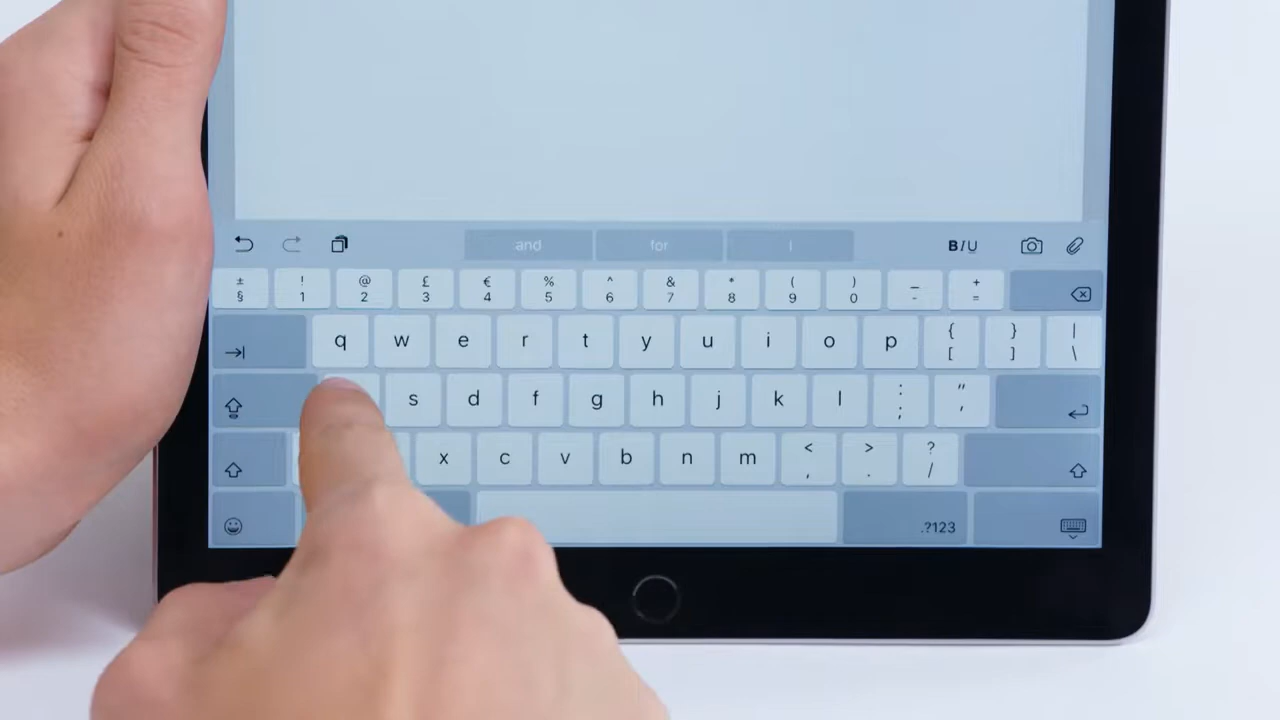 B I U
and for I
± ! @ £ € % ^ & * ( ) _ +
§ 1 2 3 4 5 6 7 8 9 0 - =
q w e r t y u i o p { } |
[ ] \
s d f g h j k l : "
; '
x c v b n m < > ?
, . /
.?123